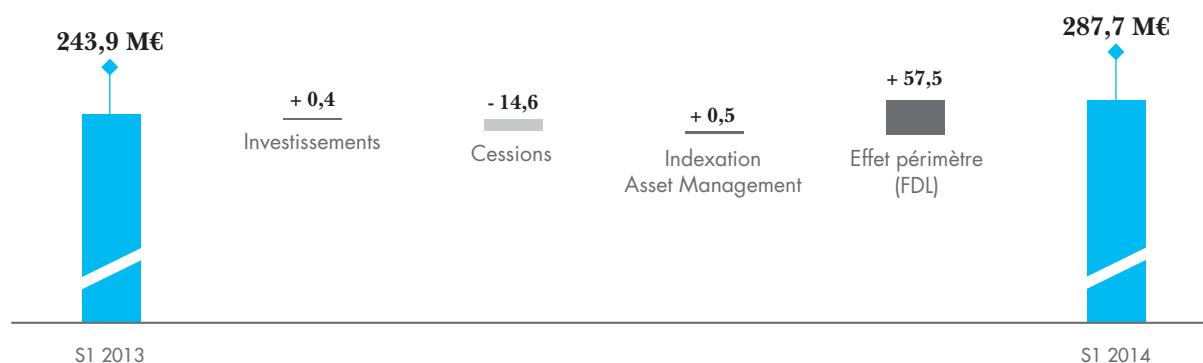 243,9 M€
+ 0,4
Investissements
- 14,6
Cessions
+ 0,5
Indexation
Asset Management
+ 57,5
Effet périmètre
(FDL)
287,7 M€
S1 2013
S1 2014